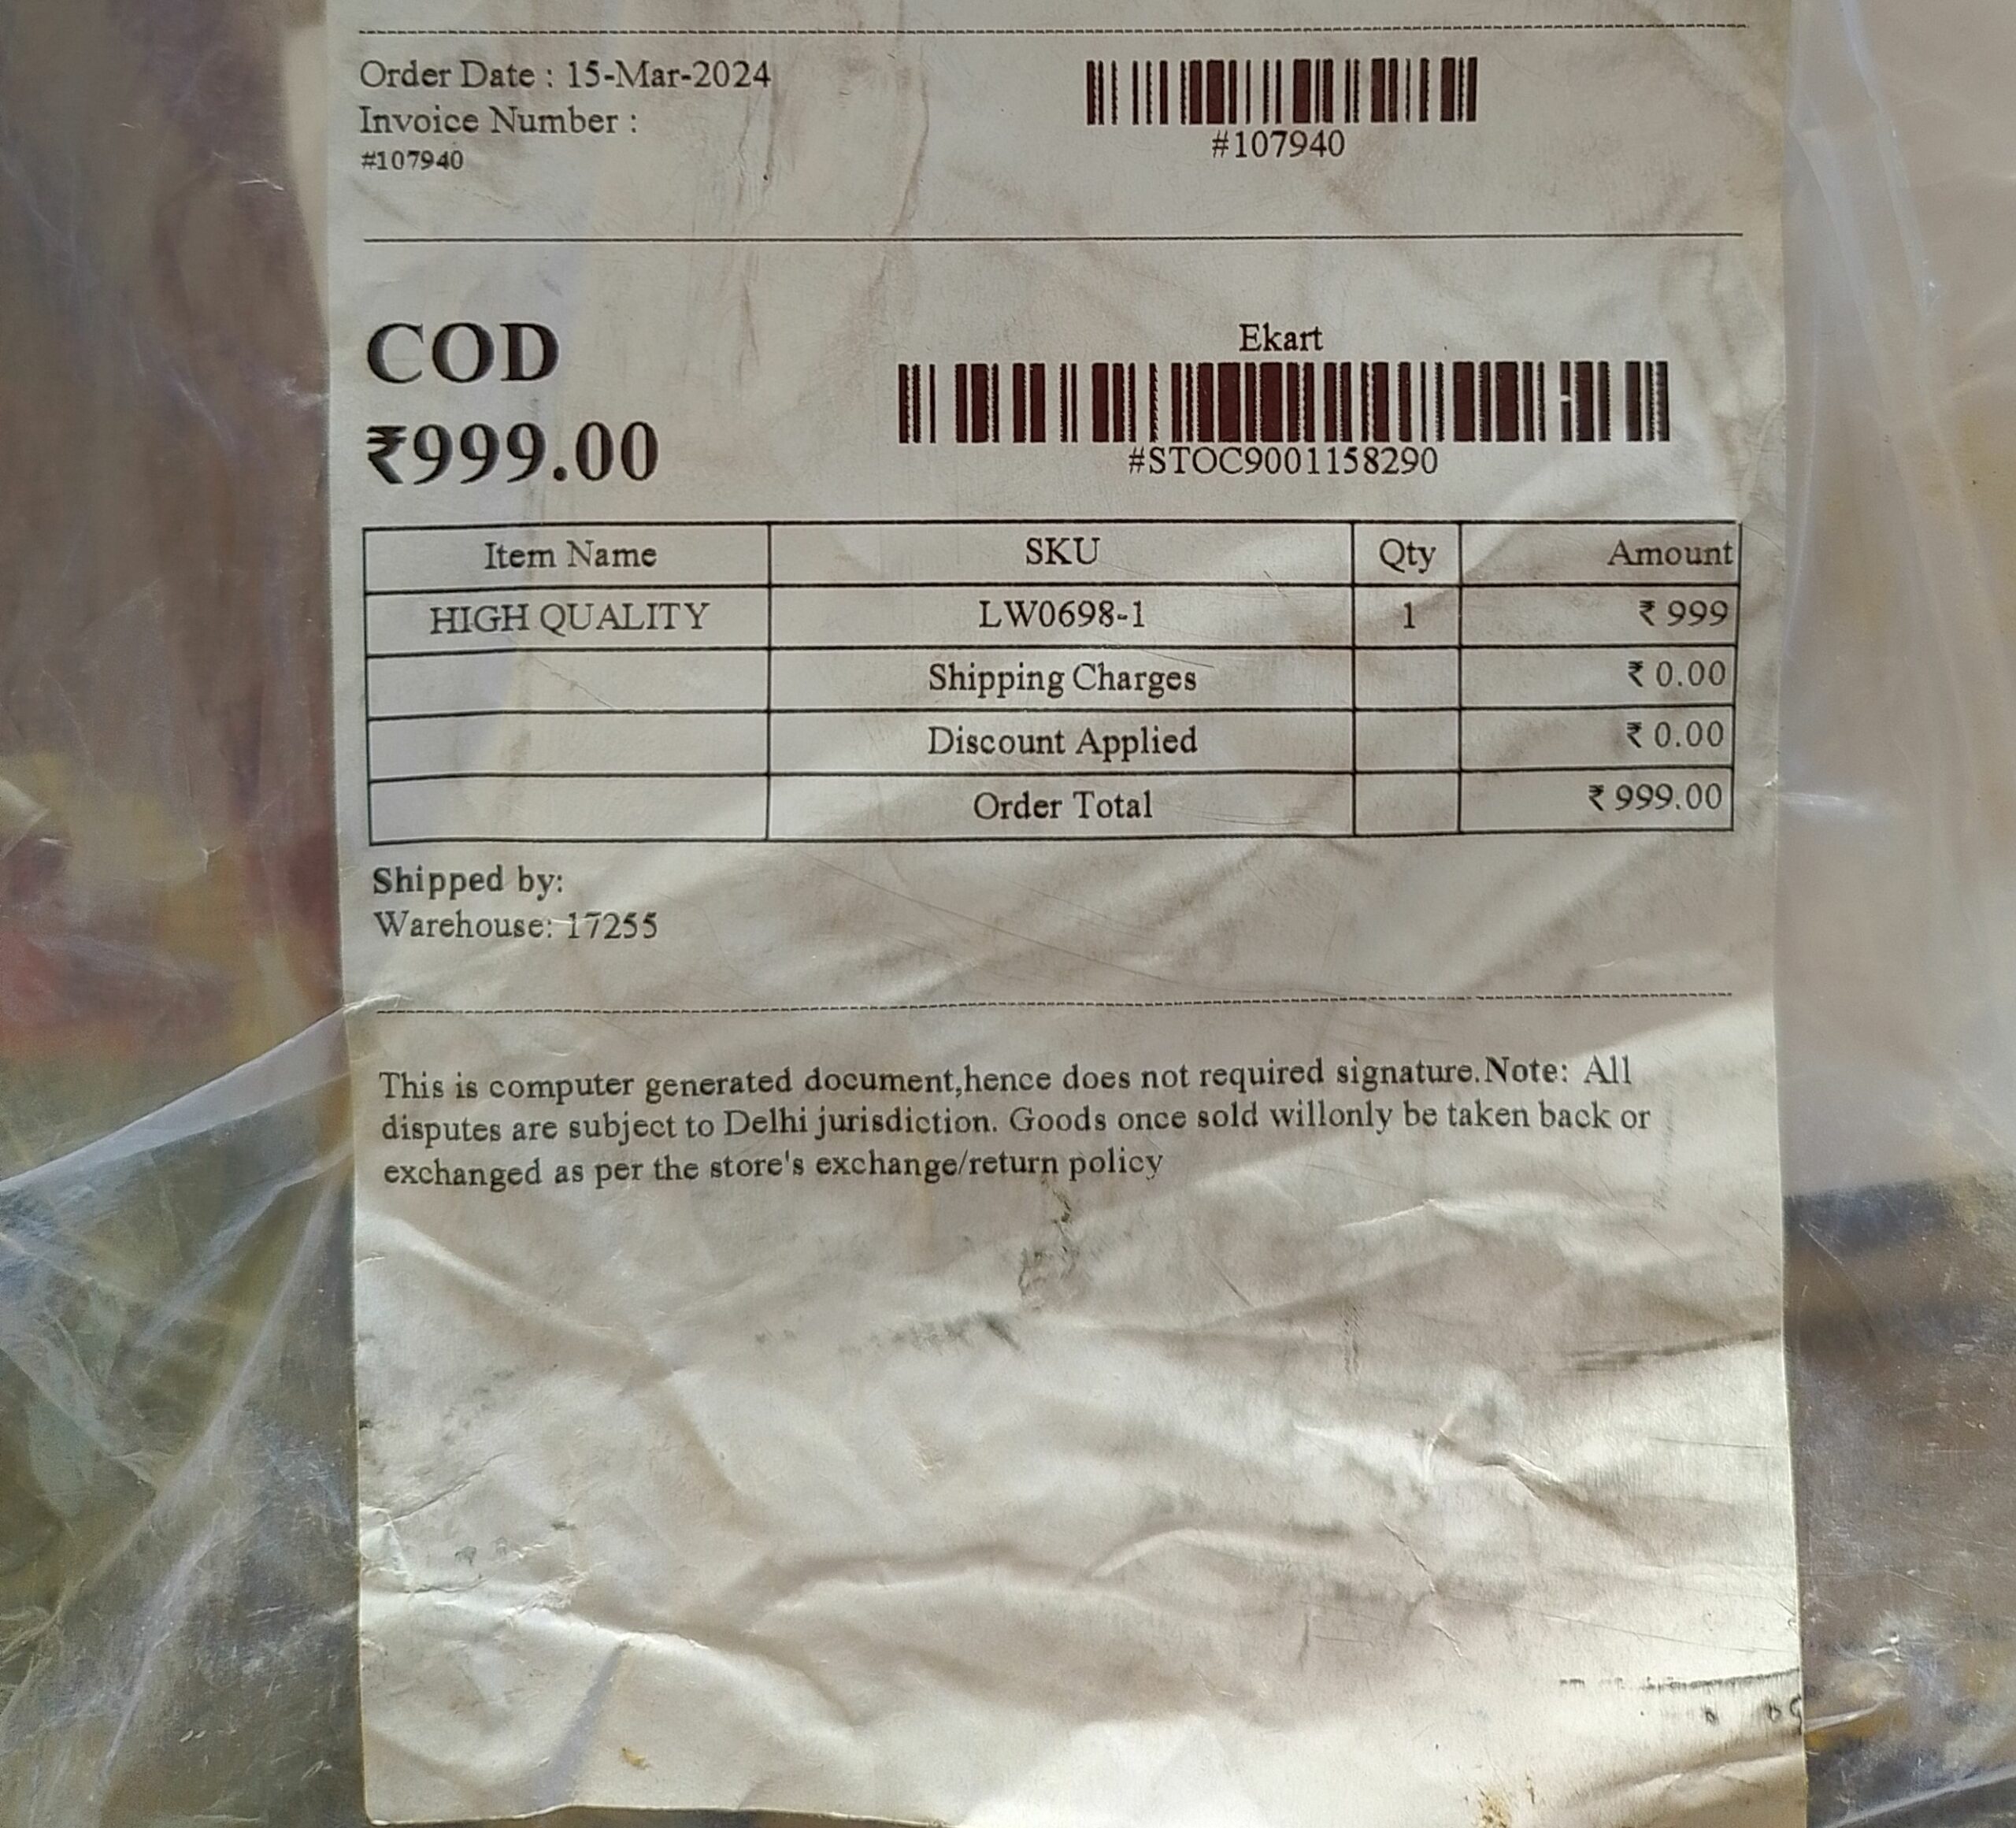 Order Date : 15-Mar-2024
Invoice Number :
#107940
#107940
COD
₹999.00
Ekart
#STOC9001158290
Item Name SKU Qty Amount
HIGH QUALITY LW0698-1 1 ₹ 999
Shipping Charges ₹ 0.00
Discount Applied ₹ 0.00
Order Total ₹ 999.00
Shipped by:
Warehouse: 17255
This is computer generated document,hence does not required signature.Note: All
disputes are subject to Delhi jurisdiction. Goods once sold willonly be taken back or
exchanged as per the store's exchange/return policy